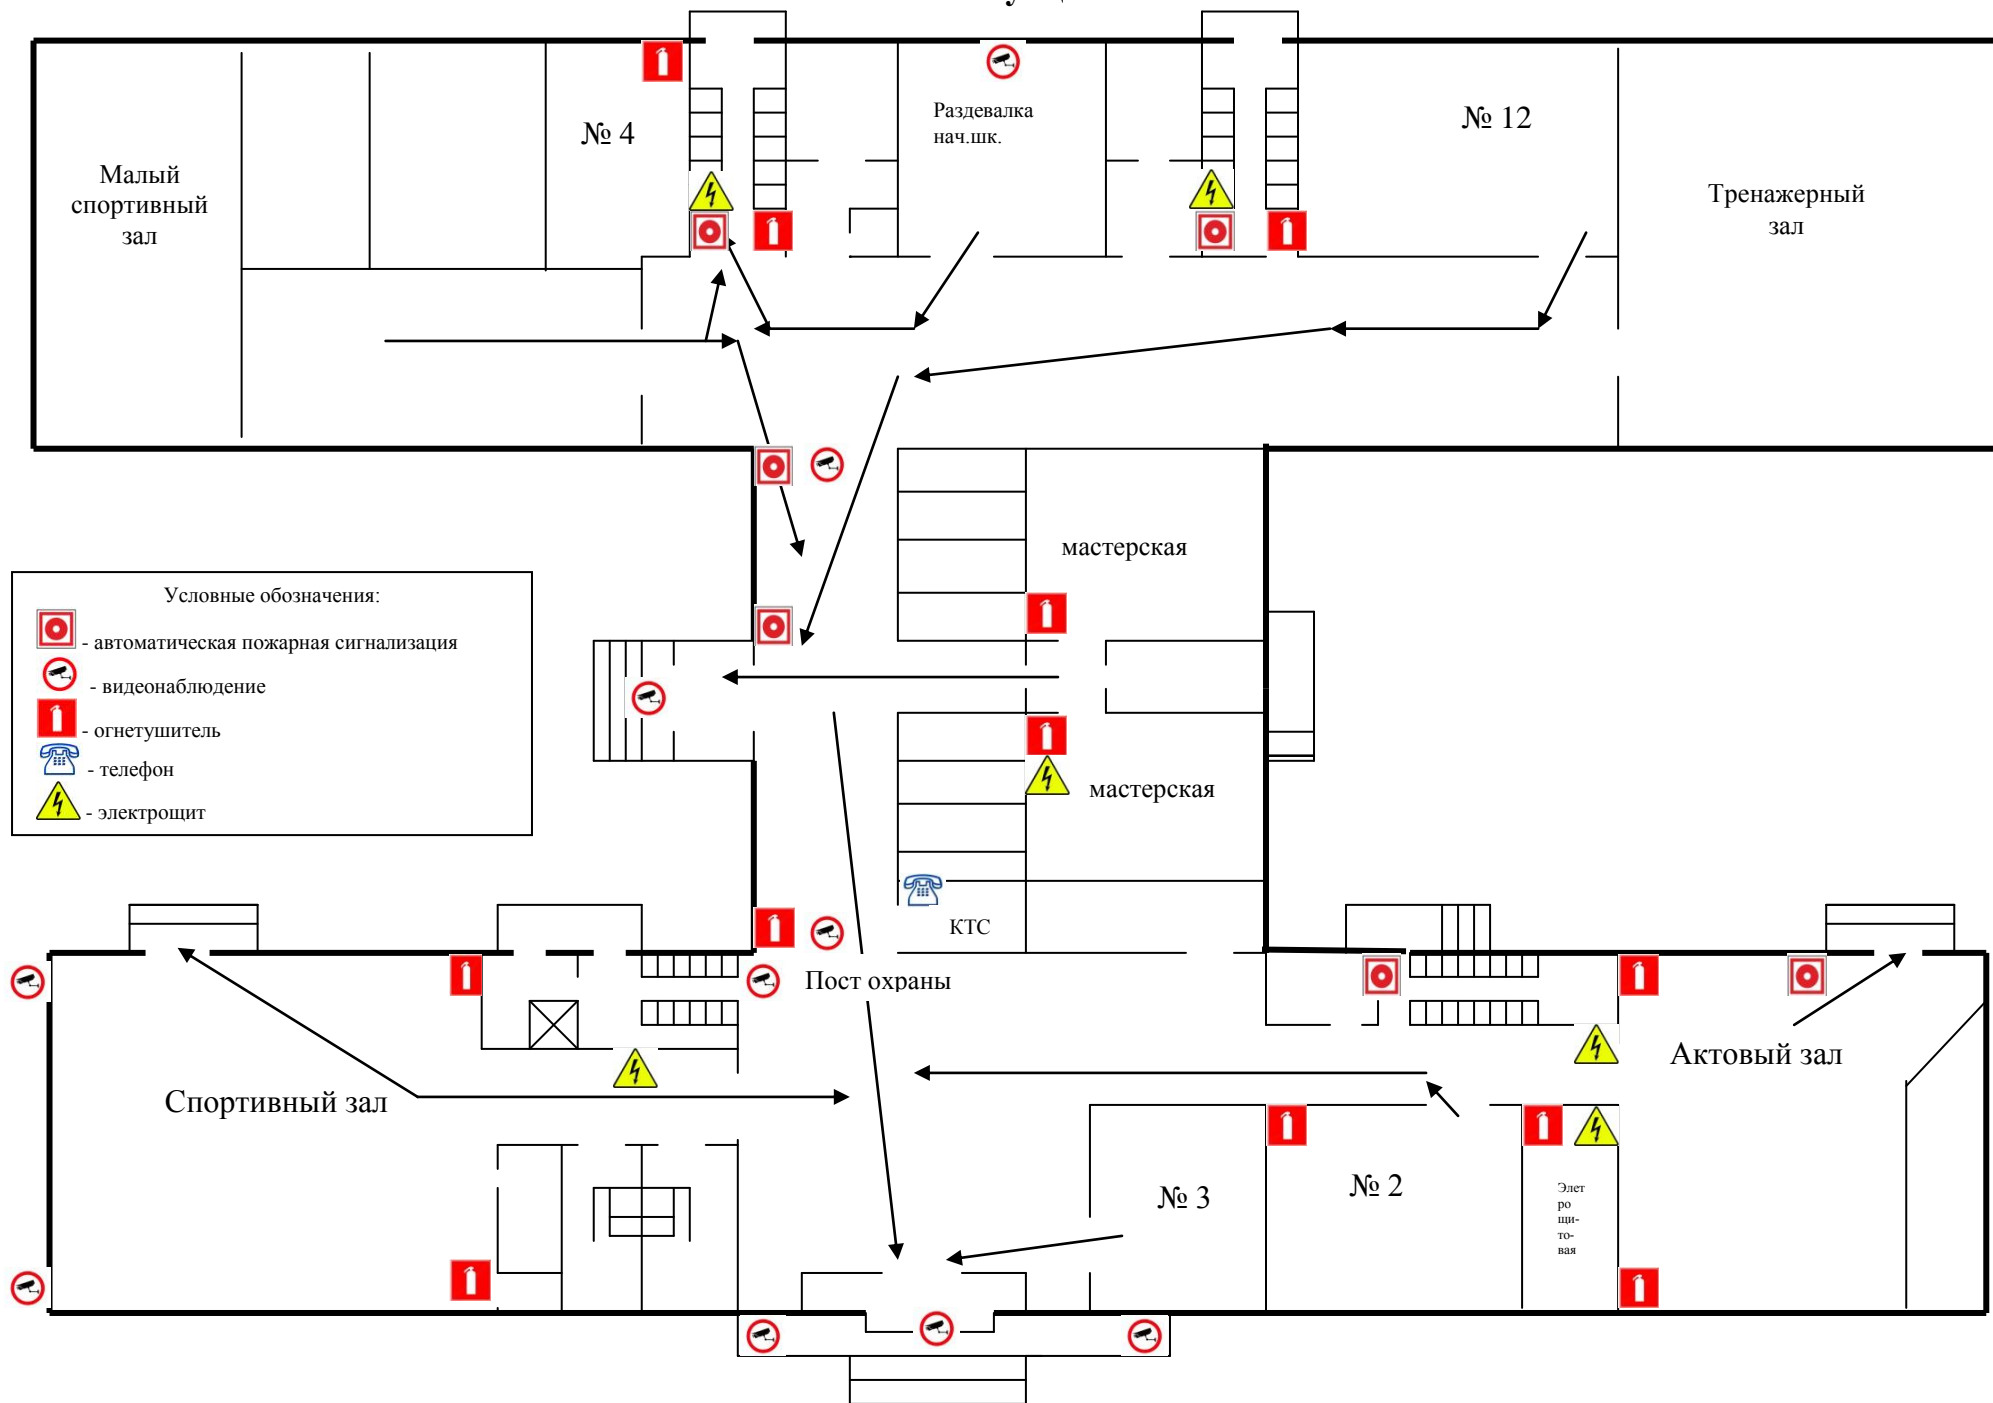 № 4
Раздевалка
нач.шк.
№ 12
Малый
спортивный
зал
Тренажерный
зал
мастерская
Условные обозначения:
- автоматическая пожарная сигнализация
- видеонаблюдение
- огнетушитель
- телефон
- электрощит
мастерская
КТС
Пост охраны
Спортивный зал
Актовый зал
№ 3
№ 2
Элет
ро
щи-
то-
вая